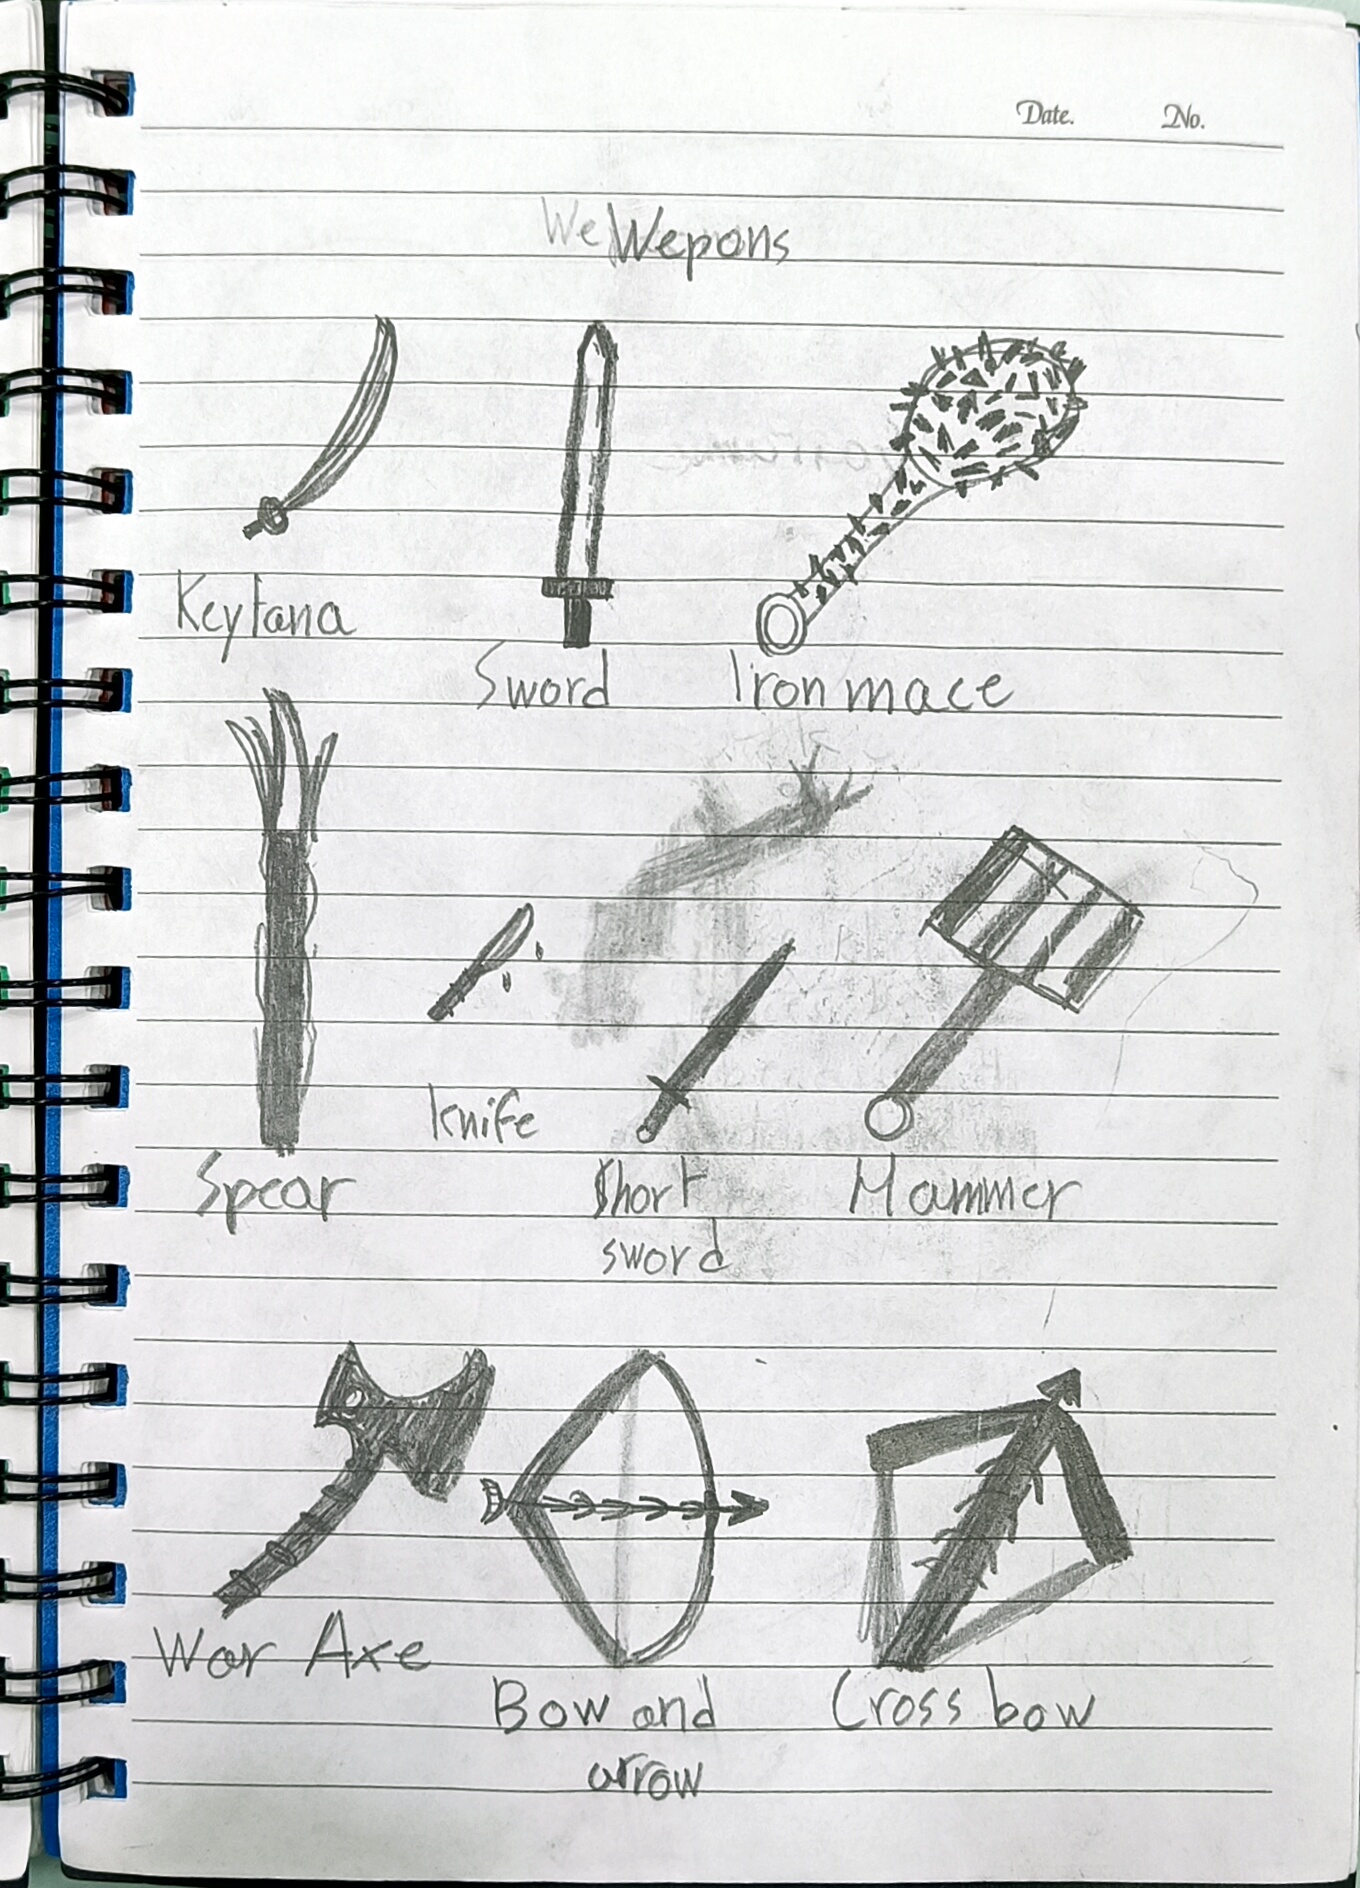 Date. No.
We Wepons
Keytana
Sword
Iron mace
Spear
Knife
Short
sword
Hammer
War Axe
Bow and
arrow
Cross bow